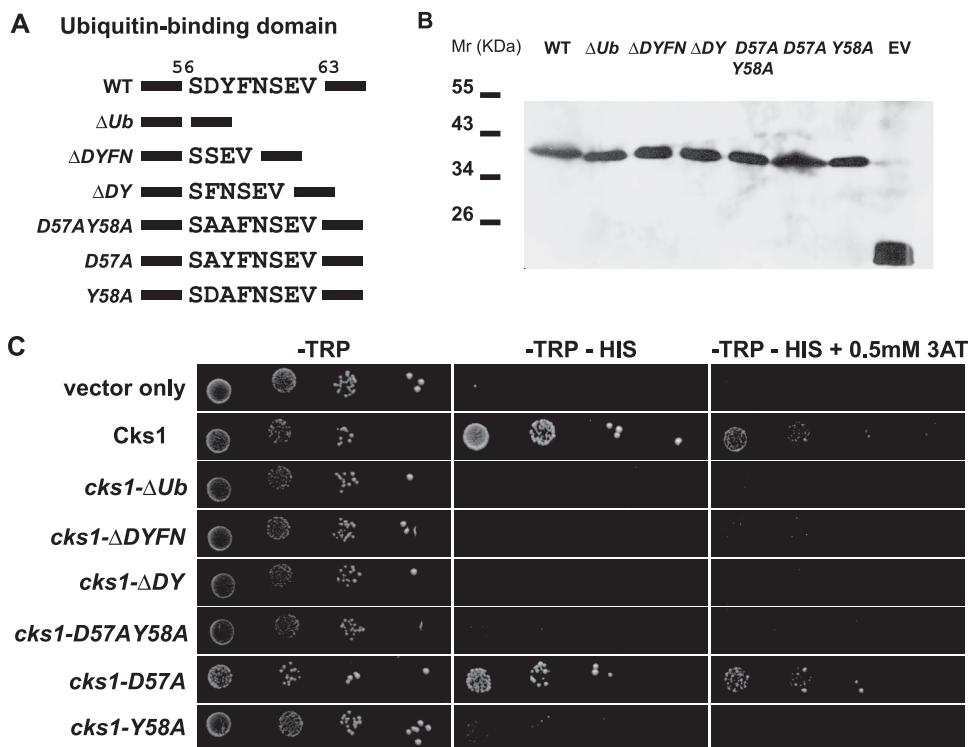 A Ubiquitin-binding domain
56 63
WT SDYFNSEV
ΔUb
ΔDYFN SSEV
ΔDY SFNSEV
D57AY58A SAAFNSEV
D57A SAYFNSEV
Y58A SDAFNSEV
B
Mr (KDa) WT ΔUb ΔDYFN ΔDY D57A D57A Y58A EV
Y58A
55
43
34
26
C
-TRP -TRP - HIS -TRP - HIS + 0.5mM 3AT
vector only
Cks1
cks1-ΔUb
cks1-ΔDYFN
cks1-ΔDY
cks1-D57AY58A
cks1-D57A
cks1-Y58A